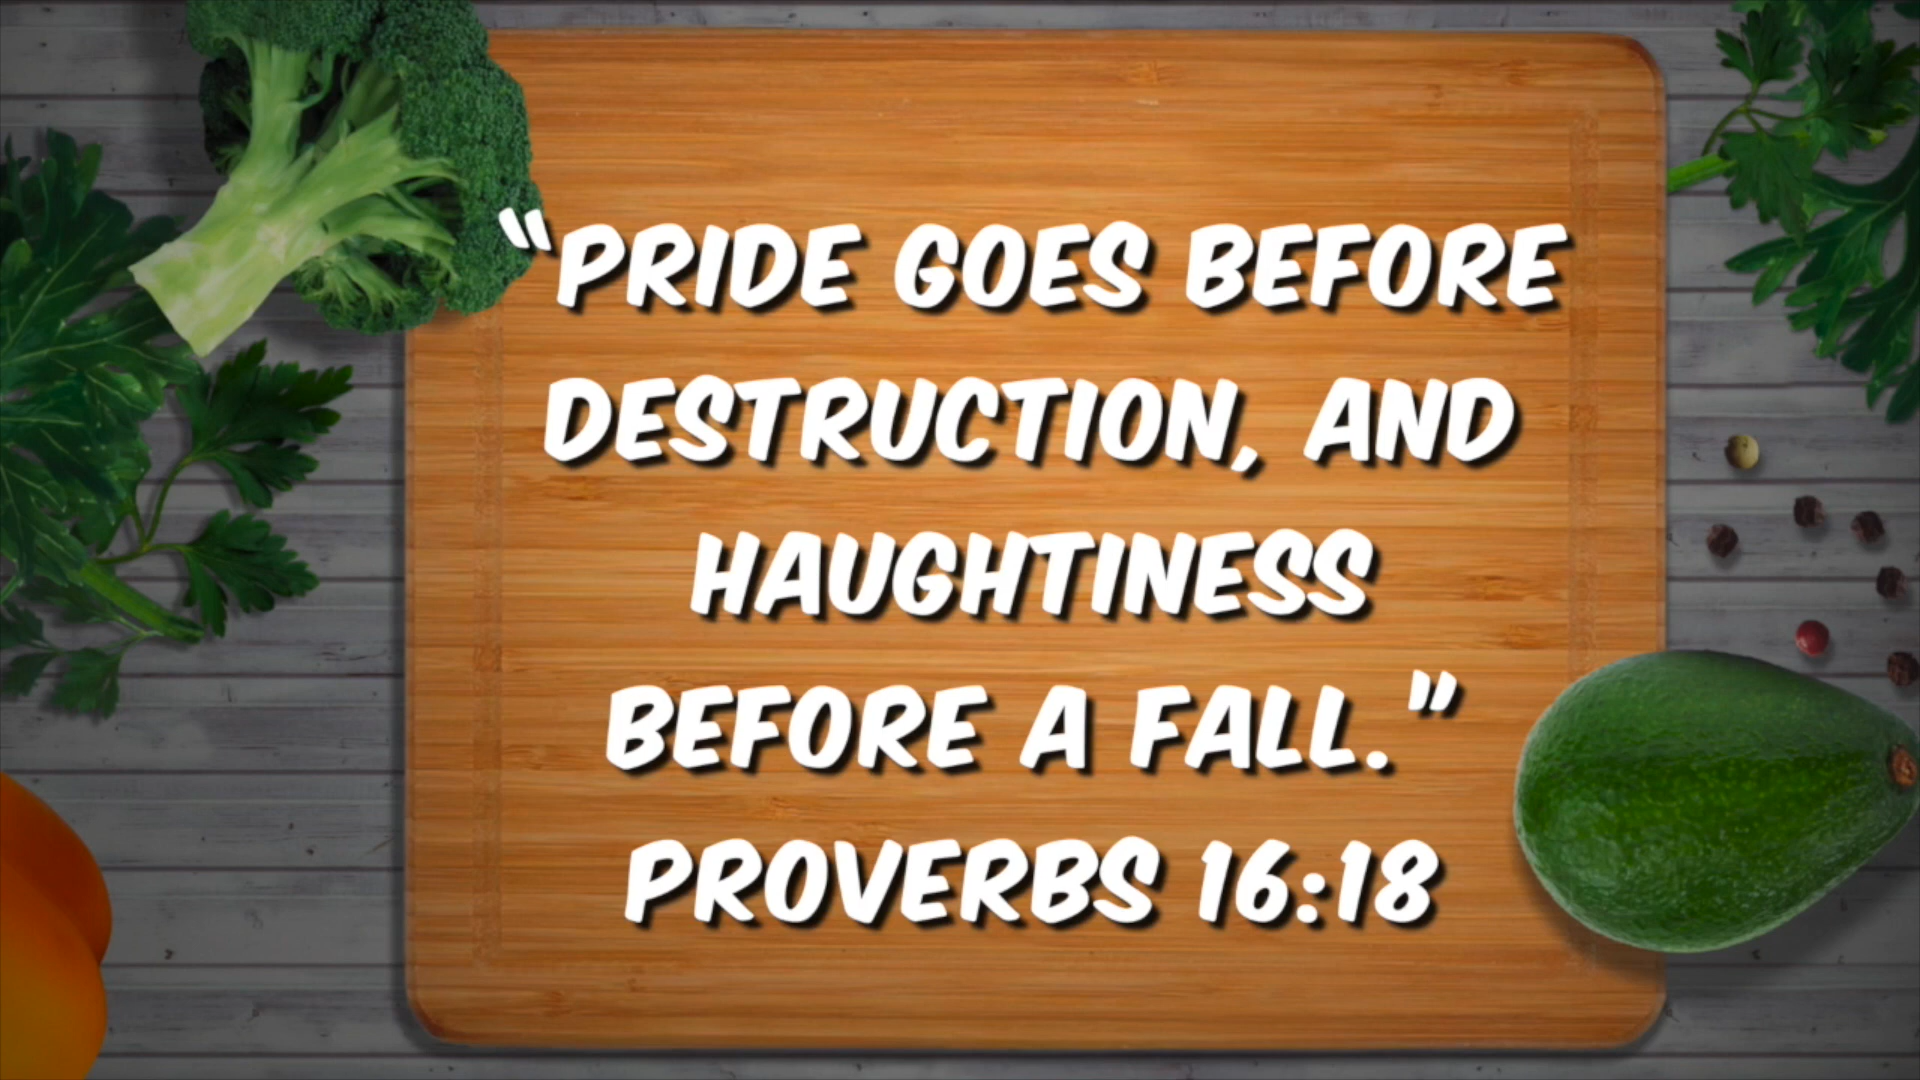 “PRIDE GOES BEFORE
DESTRUCTION, AND
HAUGHTINESS
BEFORE A FALL.”
PROVERBS 16:18